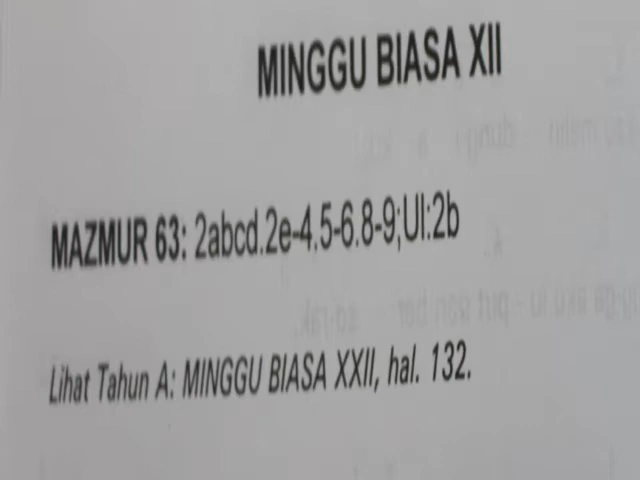 MINGGU BIASA XII
MAZMUR 63: 2abcd.2e-4.5-6.8-9;Ul:2b
Lihat Tahun A: MINGGU BIASA XXII, hal. 132.